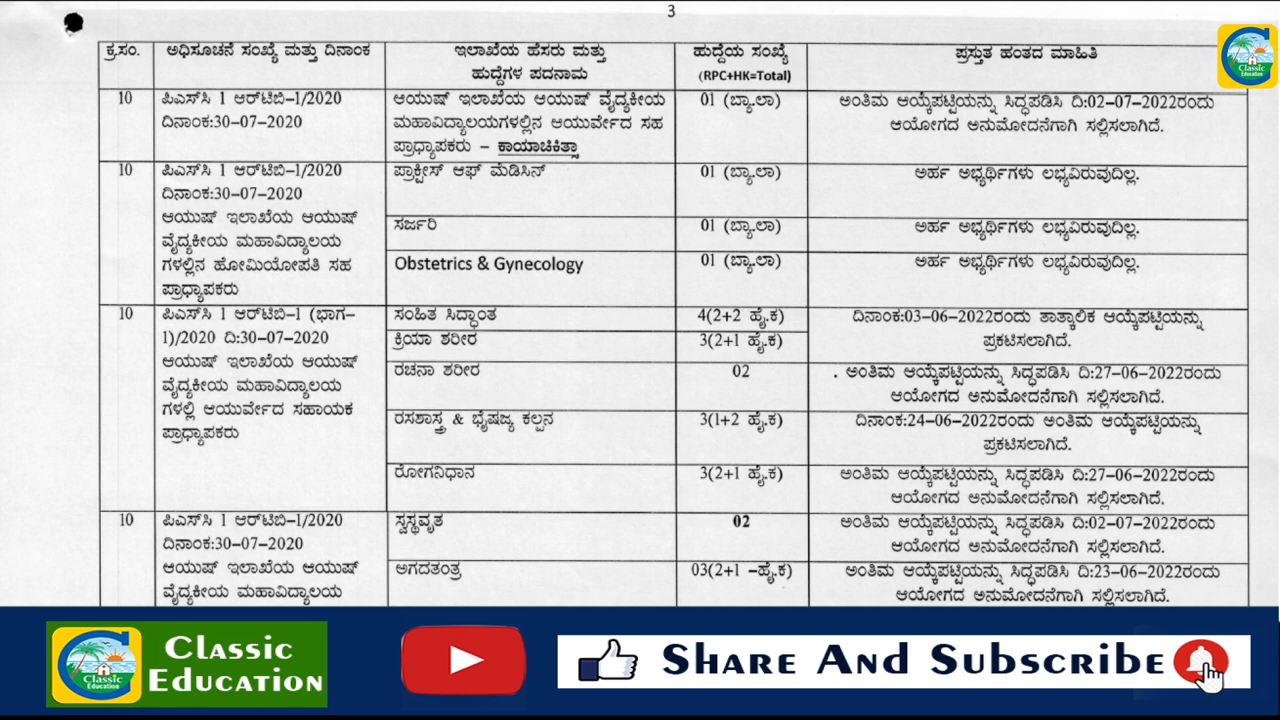 3
Classic
Education
ಕ್ರ.ಸಂ.
ಅಧಿಸೂಚನೆ ಸಂಖ್ಯೆ ಮತ್ತು ದಿನಾಂಕ
ಇಲಾಖೆಯ ಹೆಸರು ಮತ್ತು
ಹುದ್ದೆಗಳ ಪದನಾಮ
ಹುದ್ದೆಯ ಸಂಖ್ಯೆ
(RPC+HK=Total)
ಪ್ರಸ್ತುತ ಹಂತದ ಮಾಹಿತಿ
10
ಪಿಎಸ್‌ಸಿ 1 ಆರ್‌ಟಿಬಿ-1/2020
ದಿನಾಂಕ:30-07-2020
ಆಯುಷ್ ಇಲಾಖೆಯ ಆಯುಷ್ ವೈದ್ಯಕೀಯ
ಮಹಾವಿದ್ಯಾಲಯಗಳಲ್ಲಿನ ಆಯುರ್ವೇದ ಸಹ
ಪ್ರಾಧ್ಯಾಪಕರು – ಕಾಯಾಚಿಕಿತ್ಸಾ
01 (ಬ್ಯಾ.ಲಾ)
ಅಂತಿಮ ಆಯ್ಕೆಪಟ್ಟಿಯನ್ನು ಸಿದ್ಧಪಡಿಸಿ ದಿ:02-07-2022ರಂದು
ಆಯೋಗದ ಅನುಮೋದನೆಗಾಗಿ ಸಲ್ಲಿಸಲಾಗಿದೆ.
10
ಪಿಎಸ್‌ಸಿ 1 ಆರ್‌ಟಿಬಿ-1/2020
ದಿನಾಂಕ:30-07-2020
ಆಯುಷ್ ಇಲಾಖೆಯ ಆಯುಷ್
ವೈದ್ಯಕೀಯ ಮಹಾವಿದ್ಯಾಲಯ
ಗಳಲ್ಲಿನ ಹೋಮಿಯೋಪತಿ ಸಹ
ಪ್ರಾಧ್ಯಾಪಕರು
ಪ್ರಾಕ್ಟೀಸ್ ಆಫ್ ಮೆಡಿಸಿನ್
01 (ಬ್ಯಾ.ಲಾ)
ಅರ್ಹ ಅಭ್ಯರ್ಥಿಗಳು ಲಭ್ಯವಿರುವುದಿಲ್ಲ.
ಸರ್ಜರಿ
01 (ಬ್ಯಾ.ಲಾ)
ಅರ್ಹ ಅಭ್ಯರ್ಥಿಗಳು ಲಭ್ಯವಿರುವುದಿಲ್ಲ.
Obstetrics & Gynecology
01 (ಬ್ಯಾ.ಲಾ)
ಅರ್ಹ ಅಭ್ಯರ್ಥಿಗಳು ಲಭ್ಯವಿರುವುದಿಲ್ಲ.
10
ಪಿಎಸ್‌ಸಿ 1 ಆರ್‌ಟಿಬಿ-1 (ಭಾಗ-
1)/2020 ದಿ:30-07-2020
ಆಯುಷ್ ಇಲಾಖೆಯ ಆಯುಷ್
ವೈದ್ಯಕೀಯ ಮಹಾವಿದ್ಯಾಲಯ
ಗಳಲ್ಲಿ ಆಯುರ್ವೇದ ಸಹಾಯಕ
ಪ್ರಾಧ್ಯಾಪಕರು
ಸಂಹಿತ ಸಿದ್ಧಾಂತ
4(2+2 ಹೈ.ಕ)
ಕ್ರಿಯಾ ಶರೀರ
3(2+1 ಹೈ.ಕ)
ದಿನಾಂಕ:03-06-2022ರಂದು ತಾತ್ಕಾಲಿಕ ಆಯ್ಕೆಪಟ್ಟಿಯನ್ನು
ಪ್ರಕಟಿಸಲಾಗಿದೆ.
ರಚನಾ ಶರೀರ
02
. ಅಂತಿಮ ಆಯ್ಕೆಪಟ್ಟಿಯನ್ನು ಸಿದ್ಧಪಡಿಸಿ ದಿ:27-06-2022ರಂದು
ಆಯೋಗದ ಅನುಮೋದನೆಗಾಗಿ ಸಲ್ಲಿಸಲಾಗಿದೆ.
ರಸಶಾಸ್ತ್ರ & ಭೈಷಜ್ಯ ಕಲ್ಪನ
3(1+2 ಹೈ.ಕ)
ದಿನಾಂಕ:24-06-2022ರಂದು ಅಂತಿಮ ಆಯ್ಕೆಪಟ್ಟಿಯನ್ನು
ಪ್ರಕಟಿಸಲಾಗಿದೆ.
ರೋಗನಿಧಾನ
3(2+1 ಹೈ.ಕ)
ಅಂತಿಮ ಆಯ್ಕೆಪಟ್ಟಿಯನ್ನು ಸಿದ್ಧಪಡಿಸಿ ದಿ:27-06-2022ರಂದು
ಆಯೋಗದ ಅನುಮೋದನೆಗಾಗಿ ಸಲ್ಲಿಸಲಾಗಿದೆ.
10
ಪಿಎಸ್‌ಸಿ 1 ಆರ್‌ಟಿಬಿ-1/2020
ದಿನಾಂಕ:30-07-2020
ಆಯುಷ್ ಇಲಾಖೆಯ ಆಯುಷ್
ವೈದ್ಯಕೀಯ ಮಹಾವಿದ್ಯಾಲಯ
ಸ್ವಸ್ಥವೃತ
02
ಅಂತಿಮ ಆಯ್ಕೆಪಟ್ಟಿಯನ್ನು ಸಿದ್ಧಪಡಿಸಿ ದಿ:02-07-2022ರಂದು
ಆಯೋಗದ ಅನುಮೋದನೆಗಾಗಿ ಸಲ್ಲಿಸಲಾಗಿದೆ.
ಅಗದತಂತ್ರ
03(2+1 –ಹೈ.ಕ)
ಅಂತಿಮ ಆಯ್ಕೆಪಟ್ಟಿಯನ್ನು ಸಿದ್ಧಪಡಿಸಿ ದಿ:23-06-2022ರಂದು
ಆಯೋಗದ ಅನುಮೋದನೆಗಾಗಿ ಸಲ್ಲಿಸಲಾಗಿದೆ.
Classic
Education
Classic
Education
Share And Subscribe